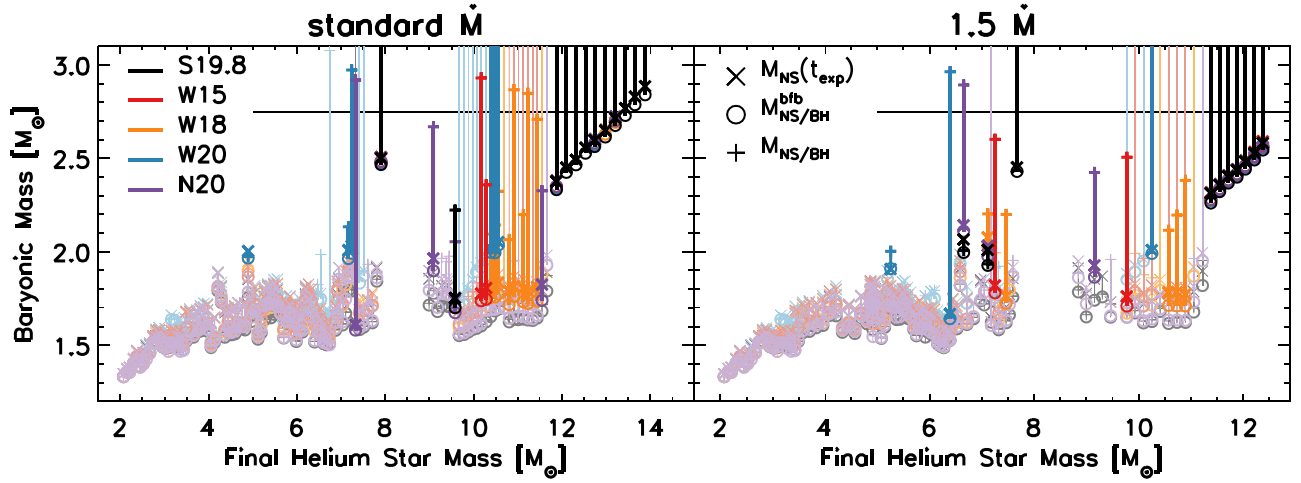 standard Ṁ
1.5 Ṁ
Baryonic Mass [M⊙]
3.0
2.5
2.0
1.5
S19.8
W15
W18
W20
N20
M_NS(t_exp)
M^bfb_NS/BH
M_NS/BH
2 4 6 8 10 12 14
2 4 6 8 10 12
Final Helium Star Mass [M⊙]
Final Helium Star Mass [M⊙]